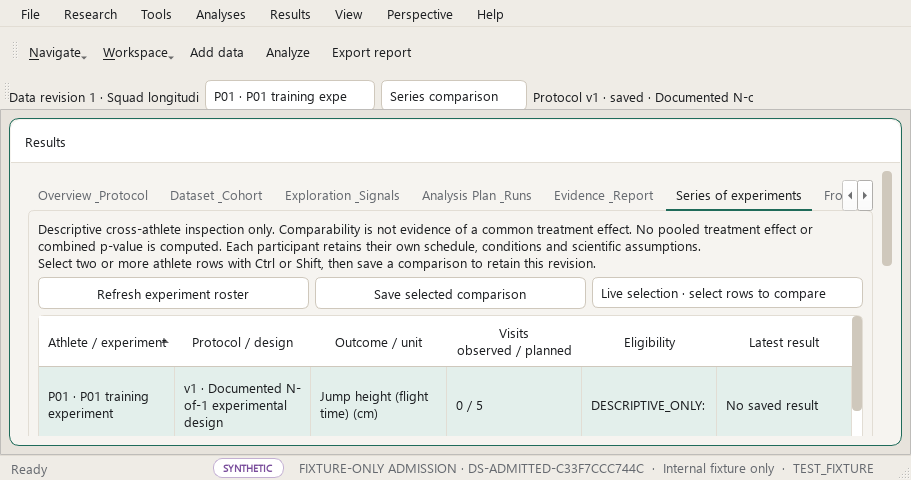 File Research Tools Analyses Results View Perspective Help
Navigate Workspace Add data Analyze Export report
Data revision 1 · Squad longitudi P01 · P01 training expe Series comparison Protocol v1 · saved · Documented N-c
Results
Overview _Protocol Dataset _Cohort Exploration _Signals Analysis Plan _Runs Evidence _Report Series of experiments Fro
Descriptive cross-athlete inspection only. Comparability is not evidence of a common treatment effect. No pooled treatment effect or
combined p-value is computed. Each participant retains their own schedule, conditions and scientific assumptions.
Select two or more athlete rows with Ctrl or Shift, then save a comparison to retain this revision.
Refresh experiment roster Save selected comparison Live selection · select rows to compare
Athlete / experiment Protocol / design Outcome / unit Visits
observed / planned Eligibility Latest result
P01 · P01 training
experiment
v1 · Documented N-
of-1 experimental
design
Jump height (flight
time) (cm)
0 / 5
DESCRIPTIVE_ONLY:
No saved result
Ready SYNTHETIC FIXTURE-ONLY ADMISSION · DS-ADMITTED-C33F7CCC744C · Internal fixture only · TEST_FIXTURE